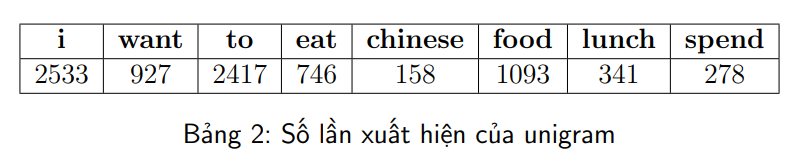 i want to eat chinese food lunch spend
2533 927 2417 746 158 1093 341 278
Bảng 2: Số lần xuất hiện của unigram